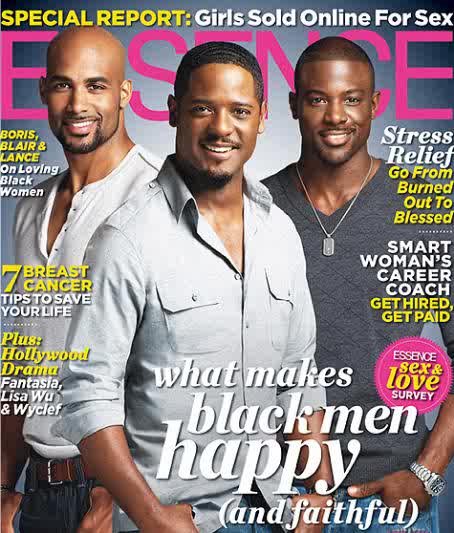 SPECIAL REPORT: Girls Sold Online For Sex
ESSENCE
BORIS,
BLAIR &
LANCE
On Loving
Black
Women
Stress
Relief
Go From
Burned
Out To
Blessed
SMART
WOMAN'S
CAREER
COACH
GET HIRED,
GET PAID
7 BREAST
CANCER
TIPS TO SAVE
YOUR LIFE
Plus:
Hollywood
Drama
Fantasia,
Lisa Wu
& Wyclef
ESSENCE
sex &
love
SURVEY
what makes
black men
happy
(and faithful)